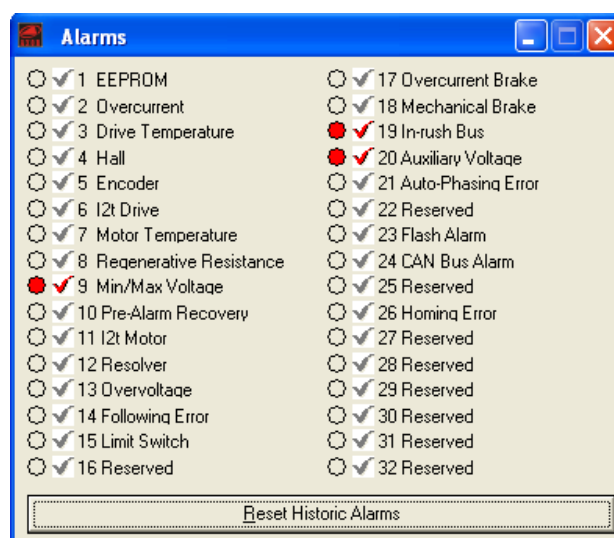 Alarms
1 EEPROM
2 Overcurrent
3 Drive Temperature
4 Hall
5 Encoder
6 I2t Drive
7 Motor Temperature
8 Regenerative Resistance
9 Min/Max Voltage
10 Pre-Alarm Recovery
11 I2t Motor
12 Resolver
13 Overvoltage
14 Following Error
15 Limit Switch
16 Reserved
17 Overcurrent Brake
18 Mechanical Brake
19 In-rush Bus
20 Auxiliary Voltage
21 Auto-Phasing Error
22 Reserved
23 Flash Alarm
24 CAN Bus Alarm
25 Reserved
26 Homing Error
27 Reserved
28 Reserved
29 Reserved
30 Reserved
31 Reserved
32 Reserved
Reset Historic Alarms